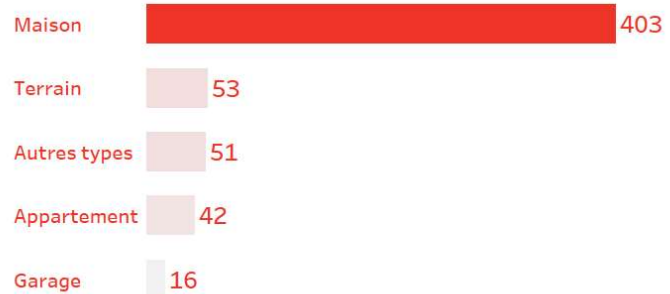 Maison 403
Terrain 53
Autres types 51
Appartement 42
Garage 16